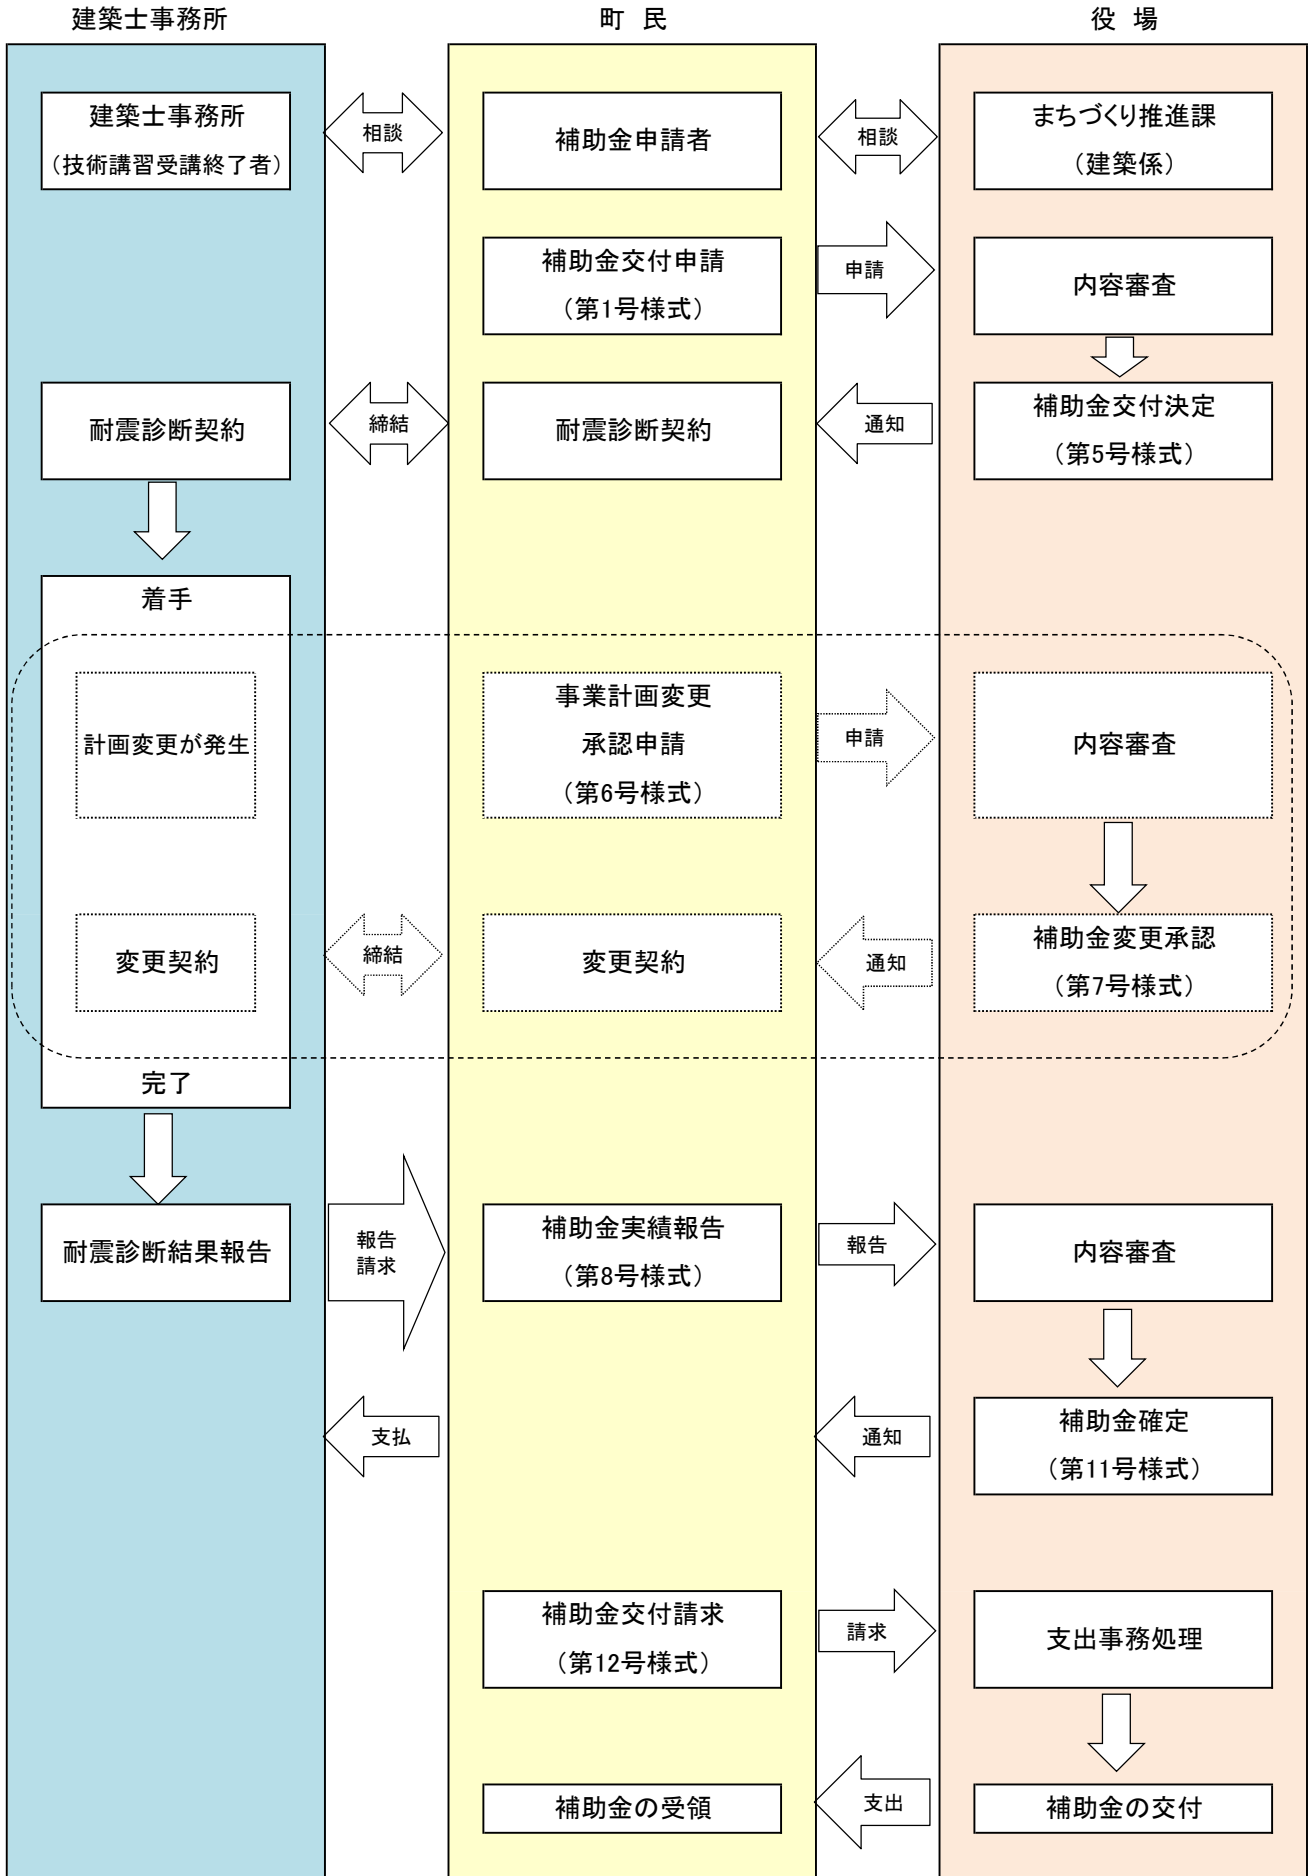 建築士事務所
町 民
役 場
建築士事務所
（技術講習受講終了者）
相談
補助金申請者
相談
まちづくり推進課
（建築係）
補助金交付申請
（第1号様式）
申請
内容審査
耐震診断契約
締結
耐震診断契約
通知
補助金交付決定
（第5号様式）
着手
計画変更が発生
事業計画変更
承認申請
（第6号様式）
申請
内容審査
変更契約
締結
変更契約
通知
補助金変更承認
（第7号様式）
完了
耐震診断結果報告
報告
請求
補助金実績報告
（第8号様式）
報告
内容審査
支払
通知
補助金確定
（第11号様式）
補助金交付請求
（第12号様式）
請求
支出事務処理
補助金の受領
支出
補助金の交付